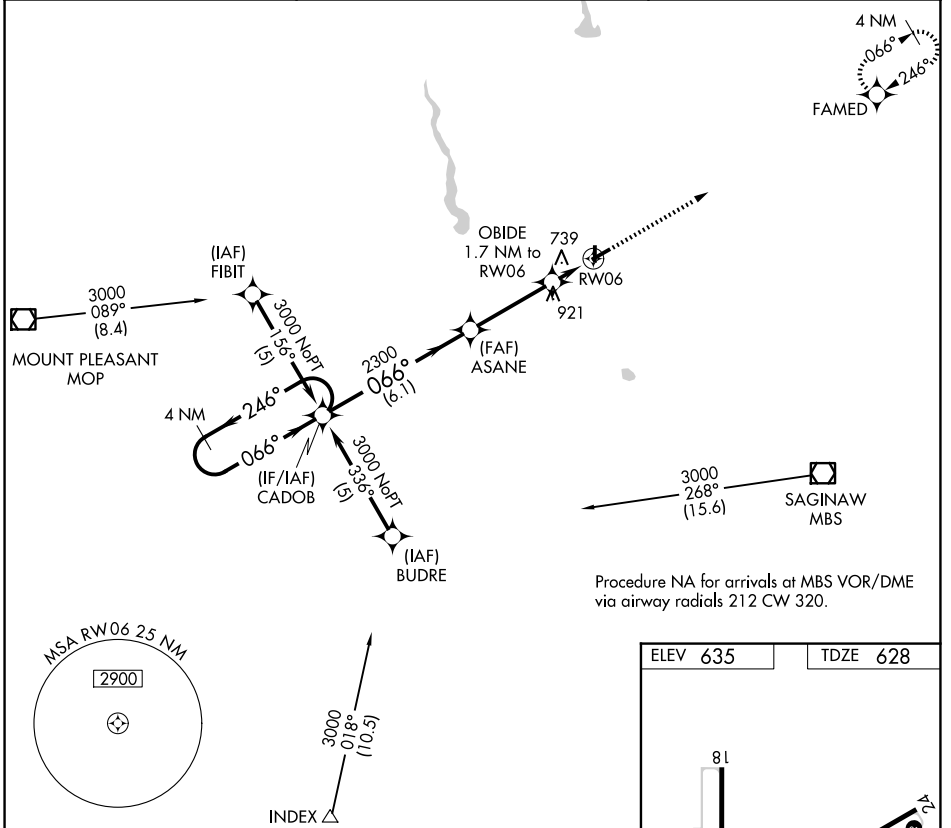 4 NM
066°
246°
FAMED
OBIDE
1.7 NM to
RW06
739
RW06
921
(IAF)
FIBIT
3000
089°
(8.4)
MOUNT PLEASANT
MOP
3000 NoPT
156°
(5)
2300
066°
(6.1)
(FAF)
ASANE
4 NM
246°
066°
(IF/IAF)
CADOB
3000 NoPT
336°
(5)
(IAF)
BUDRE
3000
268°
(15.6)
SAGINAW
MBS
Procedure NA for arrivals at MBS VOR/DME
via airway radials 212 CW 320.
MSA RW06 25 NM
2900
3000
018°
(10.5)
INDEX
ELEV 635
TDZE 628
18
24